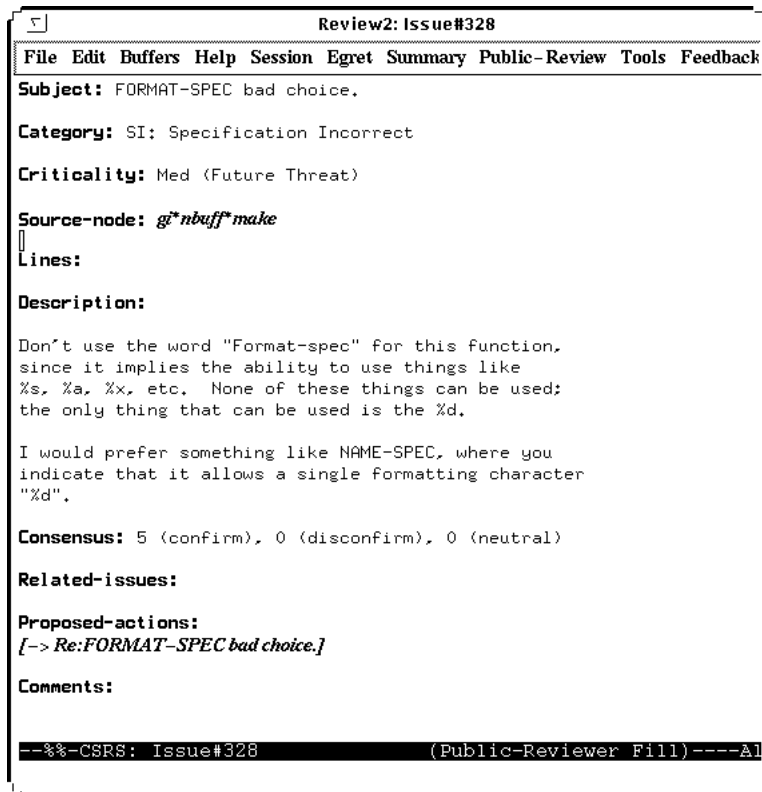 Review2: Issue#328
File Edit Buffers Help Session Egret Summary Public-Review Tools Feedback
Subject: FORMAT-SPEC bad choice.
Category: SI: Specification Incorrect
Criticality: Med (Future Threat)
Source-node: gi*nbuff*make
Lines:
Description:
Don't use the word "Format-spec" for this function,
since it implies the ability to use things like
%s, %a, %x, etc.  None of these things can be used;
the only thing that can be used is the %d.
I would prefer something like NAME-SPEC, where you
indicate that it allows a single formatting character
"%d".
Consensus: 5 (confirm), 0 (disconfirm), 0 (neutral)
Related-issues:
Proposed-actions:
[-> Re:FORMAT-SPEC bad choice.]
Comments:
--%%-CSRS: Issue#328 (Public-Reviewer Fill)----Al